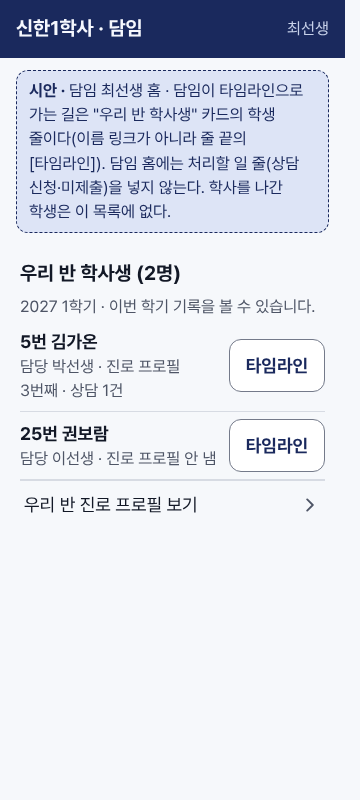 신한1학사 · 담임
최선생
시안 · 담임 최선생 홈 · 담임이 타임라인으로
가는 길은 "우리 반 학사생" 카드의 학생
줄이다(이름 링크가 아니라 줄 끝의
[타임라인]). 담임 홈에는 처리할 일 줄(상담
신청·미제출)을 넣지 않는다. 학사를 나간
학생은 이 목록에 없다.
우리 반 학사생 (2명)
2027 1학기 · 이번 학기 기록을 볼 수 있습니다.
5번 김가온
담당 박선생 · 진로 프로필
3번째 · 상담 1건
타임라인
25번 권보람
담당 이선생 · 진로 프로필 안 냄
타임라인
우리 반 진로 프로필 보기